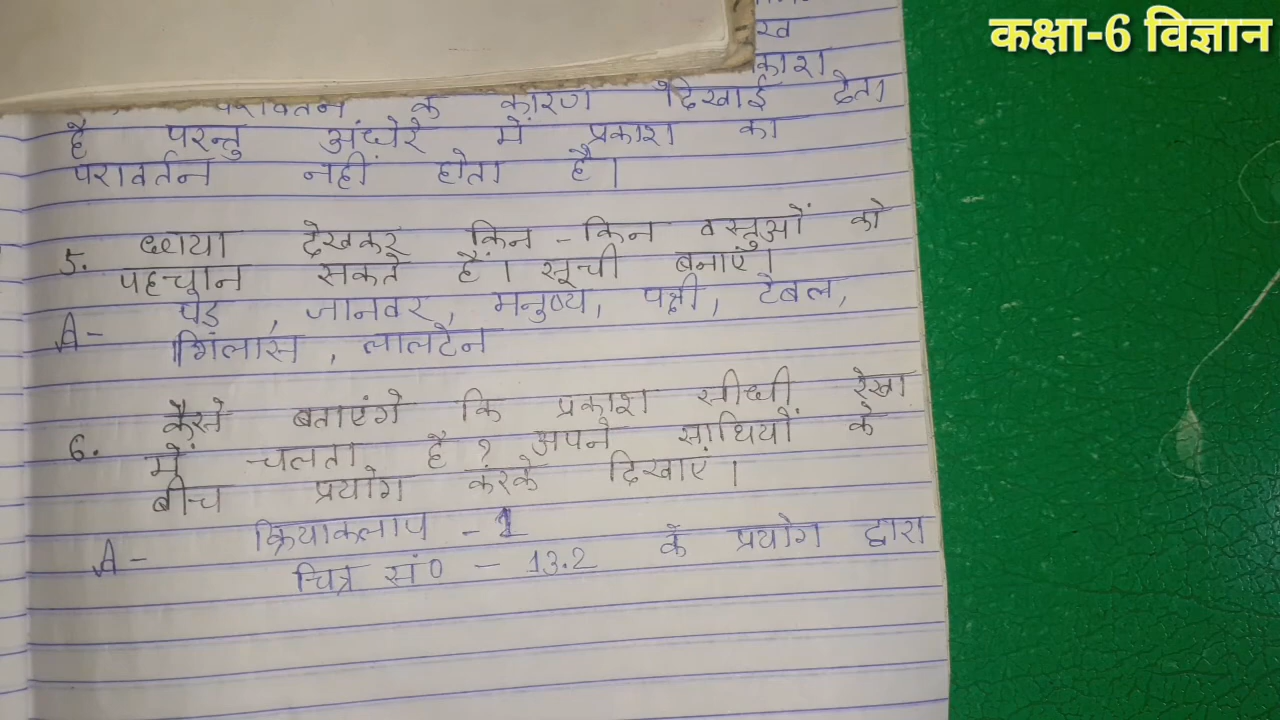 कक्षा-6 विज्ञान
परावर्तन के कारण दिखाई देता
है परन्तु अंधेरे में प्रकाश का
परावर्तन नहीं होता है।
5. छाया देखकर किन-किन वस्तुओं को
पहचान सकते हैं। सूची बनाएं।
A- पेड़, जानवर, मनुष्य, पक्षी, टेबल,
गिलास, लालटेन
6. कैसे बताएंगे कि प्रकाश सीधी रेखा
में चलता है? अपने साथियों के
बीच प्रयोग करके दिखाएं।
A- क्रियाकलाप - 1
चित्र सं० - 13.2 के प्रयोग द्वारा